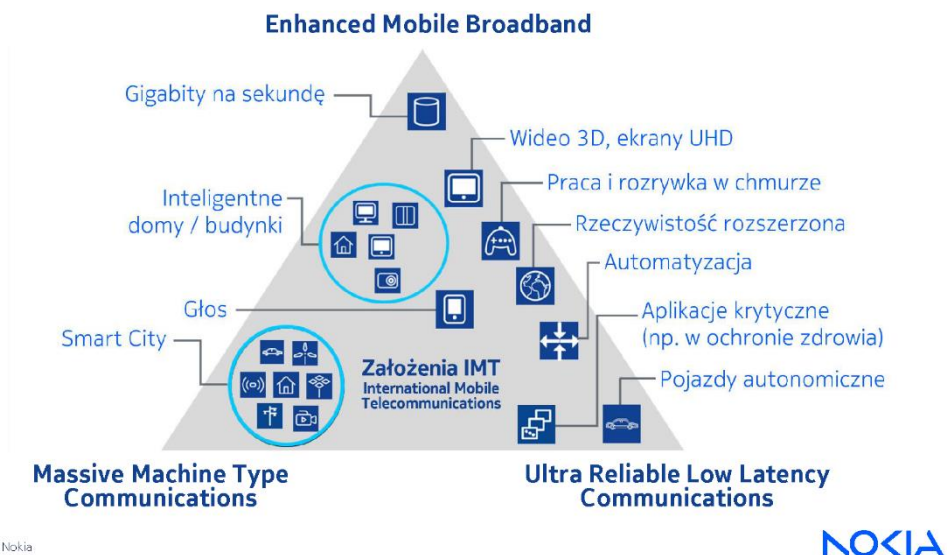 Enhanced Mobile Broadband
Gigabity na sekundę
Wideo 3D, ekrany UHD
Praca i rozrywka w chmurze
Inteligentne
domy / budynki
Rzeczywistość rozszerzona
Automatyzacja
Głos
Aplikacje krytyczne
(np. w ochronie zdrowia)
Smart City
Założenia IMT
International Mobile
Telecommunications
Pojazdy autonomiczne
Massive Machine Type
Communications
Ultra Reliable Low Latency
Communications
Nokia
NOKIA